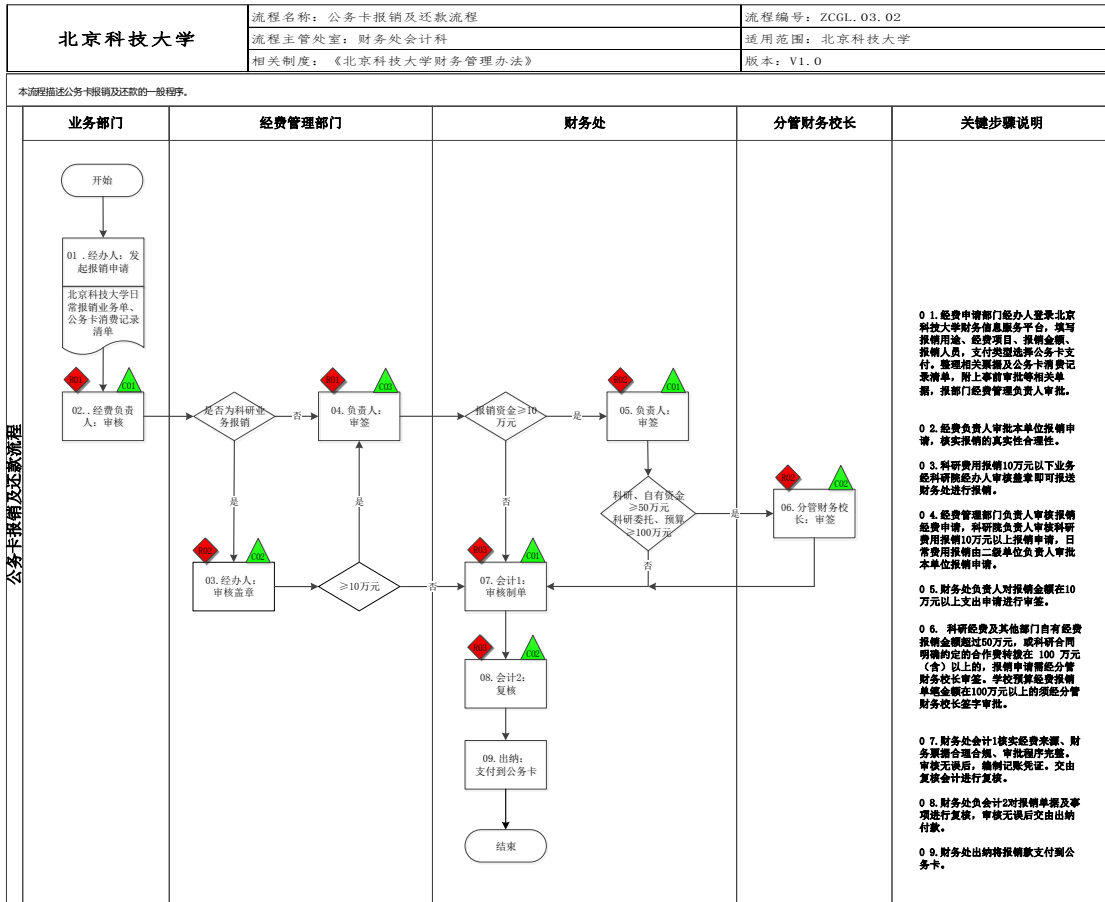 北京科技大学
流程名称：公务卡报销及还款流程
流程编号：ZCGL.03.02
流程主管处室：财务处会计科
适用范围：北京科技大学
相关制度：《北京科技大学财务管理办法》
版本：V1.0
本流程描述公务卡报销及还款的一般程序。
公务卡报销及还款流程
业务部门
经费管理部门
财务处
分管财务校长
关键步骤说明
开始
01 .经办人：发
起报销申请
北京科技大学日
常报销业务单、
公务卡消费记录
清单
R01
C01
02..经费负责
人：审核
是否为科研业
务报销
否
是
R01
C03
04.负责人：
审签
是
R02
C02
03.经办人：
审核盖章
≥10万元
否
报销资金≥10
万元
是
否
R02
C01
05.负责人：
审签
科研、自有资金
≥50万元
科研委托、预算
≥100万元
是
否
R02
C02
06.分管财务校
长：审签
R03
C01
07.会计1：
审核制单
R03
C02
08.会计2：
复核
09.出纳：
支付到公务卡
结束
0 1.经费申请部门经办人登录北京
科技大学财务信息服务平台，填写
报销用途、经费项目、报销金额、
报销人员，支付类型选择公务卡支
付。整理相关票据及公务卡消费记
录清单，附上事前审批等相关单
据，报部门经费管理负责人审批。
0 2.经费负责人审批本单位报销申
请，核实报销的真实性合理性。
0 3.科研费用报销10万元以下业务
经科研院经办人审核盖章即可报送
财务处进行报销。
0 4.经费管理部门负责人审核报销
经费申请，科研院负责人审核科研
费用报销10万元以上报销申请，日
常费用报销由二级单位负责人审批
本单位报销申请。
0 5.财务处负责人对报销金额在10
万元以上支出申请进行审签。
0 6. 科研经费及其他部门自有经费
报销金额超过50万元，或科研合同
明确约定的合作费转拨在 100 万元
（含）以上的，报销申请需经分管
财务校长审签。学校预算经费报销
单笔金额在100万元以上的须经分管
财务校长签字审批。
0 7.财务处会计1核实经费来源、财
务票据合理合规、审批程序完整。
审核无误后，编制记账凭证。交由
复核会计进行复核。
0 8.财务处负会计2对报销单据及事
项进行复核，审核无误后交由出纳
付款。
0 9.财务处出纳将报销款支付到公
务卡。